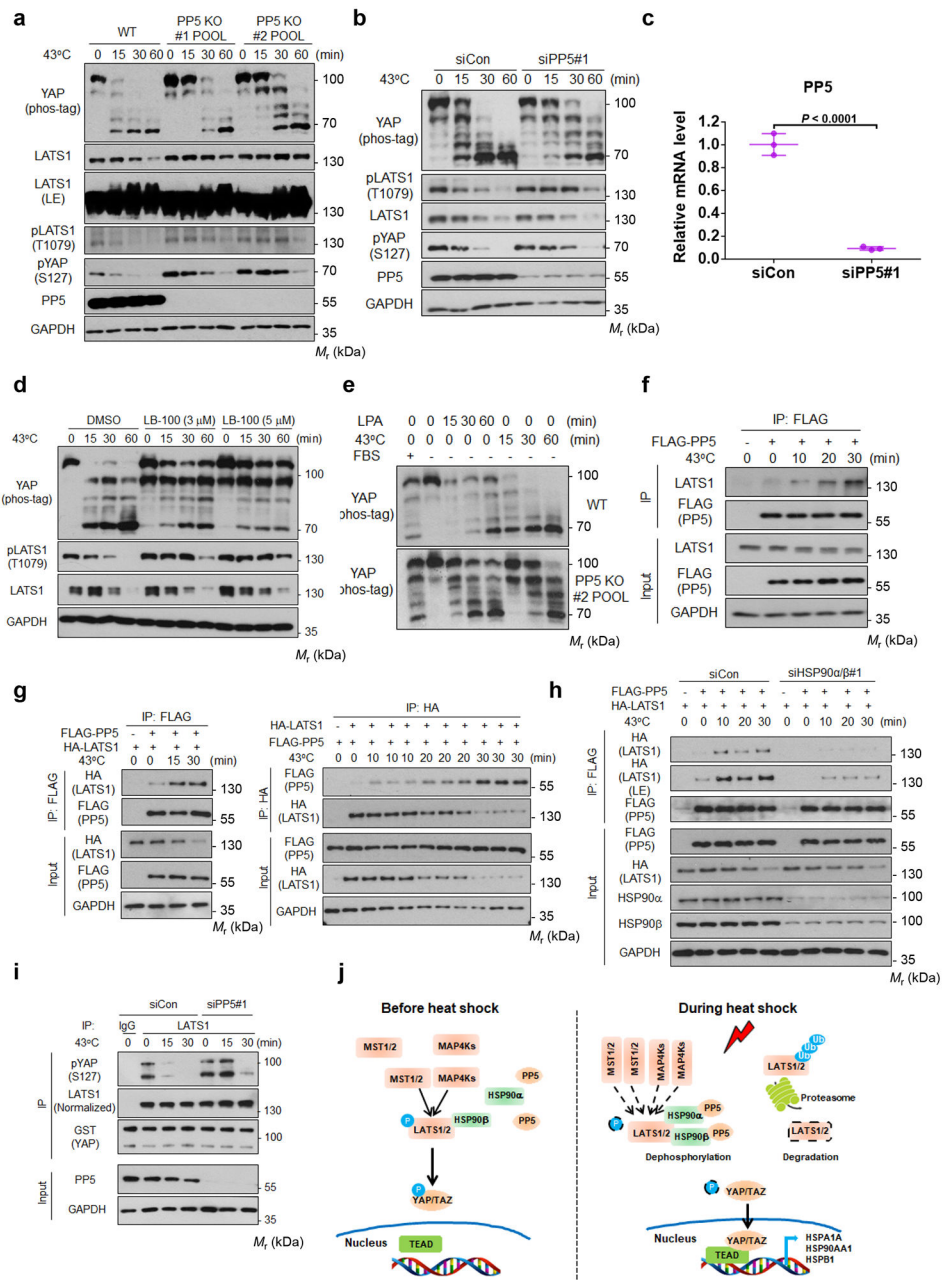 a
WT
PP5 KO
#1 POOL
PP5 KO
#2 POOL
43ºC 0 15 30 60 0 15 30 60 0 15 30 60 (min)
YAP
(phos-tag)
100
70
LATS1
130
LATS1
(LE)
130
pLATS1
(T1079)
130
pYAP
(S127)
70
PP5
55
GAPDH
35
Mr (kDa)
b
siCon siPP5#1
43ºC 0 15 30 60 0 15 30 60 (min)
YAP
(phos-tag)
100
70
pLATS1
(T1079)
130
LATS1
130
pYAP
(S127)
70
PP5
55
GAPDH
35
Mr (kDa)
c
PP5
P < 0.0001
Relative mRNA level
1.2
1.0
0.8
0.6
0.4
0.2
0.0
siCon siPP5#1
d
DMSO LB-100 (3 μM) LB-100 (5 μM)
43ºC 0 15 30 60 0 15 30 60 0 15 30 60 (min)
YAP
(phos-tag)
100
70
pLATS1
(T1079)
130
LATS1
130
GAPDH
35
Mr (kDa)
e
LPA 0 0 15 30 60 0 0 0 (min)
43ºC 0 0 0 0 0 15 30 60 (min)
FBS + - - - - - - -
YAP
phos-tag)
100
WT
70
YAP
phos-tag)
100
PP5 KO
#2 POOL
70
Mr (kDa)
f
IP: FLAG
FLAG-PP5 - + + + +
43ºC 0 0 10 20 30 (min)
IP
LATS1
130
FLAG
(PP5)
55
Input
LATS1
130
FLAG
(PP5)
55
GAPDH
35
Mr (kDa)
g
IP: FLAG
FLAG-PP5 - + + +
HA-LATS1 + + + +
43ºC 0 0 15 30 (min)
IP: FLAG
HA
(LATS1)
130
FLAG
(PP5)
55
Input
HA
(LATS1)
130
FLAG
(PP5)
55
GAPDH
35
Mr (kDa)
IP: HA
HA-LATS1 - + + + + + + + + +
FLAG-PP5 + + + + + + + + + +
43ºC 0 0 10 10 20 20 20 30 30 30 (min)
IP: HA
FLAG
(PP5)
55
HA
(LATS1)
130
Input
FLAG
(PP5)
55
HA
(LATS1)
130
GAPDH
35
Mr (kDa)
h
siCon siHSP90α/β#1
FLAG-PP5 - + + + + - + + + +
HA-LATS1 + + + + + + + + + +
43ºC 0 0 10 20 30 0 0 10 20 30 (min)
IP: FLAG
HA
(LATS1)
130
HA
(LATS1)
(LE)
130
FLAG
(PP5)
55
Input
FLAG
(PP5)
55
HA
(LATS1)
130
HSP90α
100
HSP90β
100
GAPDH
35
Mr (kDa)
i
siCon siPP5#1
IP: IgG LATS1
43ºC 0 0 15 30 0 15 30 (min)
IP
pYAP
(S127)
100
LATS1
(Normalized)
130
GST
(YAP)
100
Input
PP5
55
GAPDH
35
Mr (kDa)
j
Before heat shock
MST1/2
MAP4Ks
MST1/2
MAP4Ks
PP5
HSP90α
P
LATS1/2
HSP90β
PP5
P
YAP/TAZ
Nucleus
TEAD
During heat shock
MST1/2
MST1/2
MAP4Ks
MAP4Ks
Ub
Ub
Ub
LATS1/2
Proteasome
P
HSP90α
PP5
LATS1/2
HSP90β
PP5
Dephosphorylation
LATS1/2
Degradation
P
YAP/TAZ
Nucleus
YAP/TAZ
TEAD
HSPA1A
HSP90AA1
HSPB1